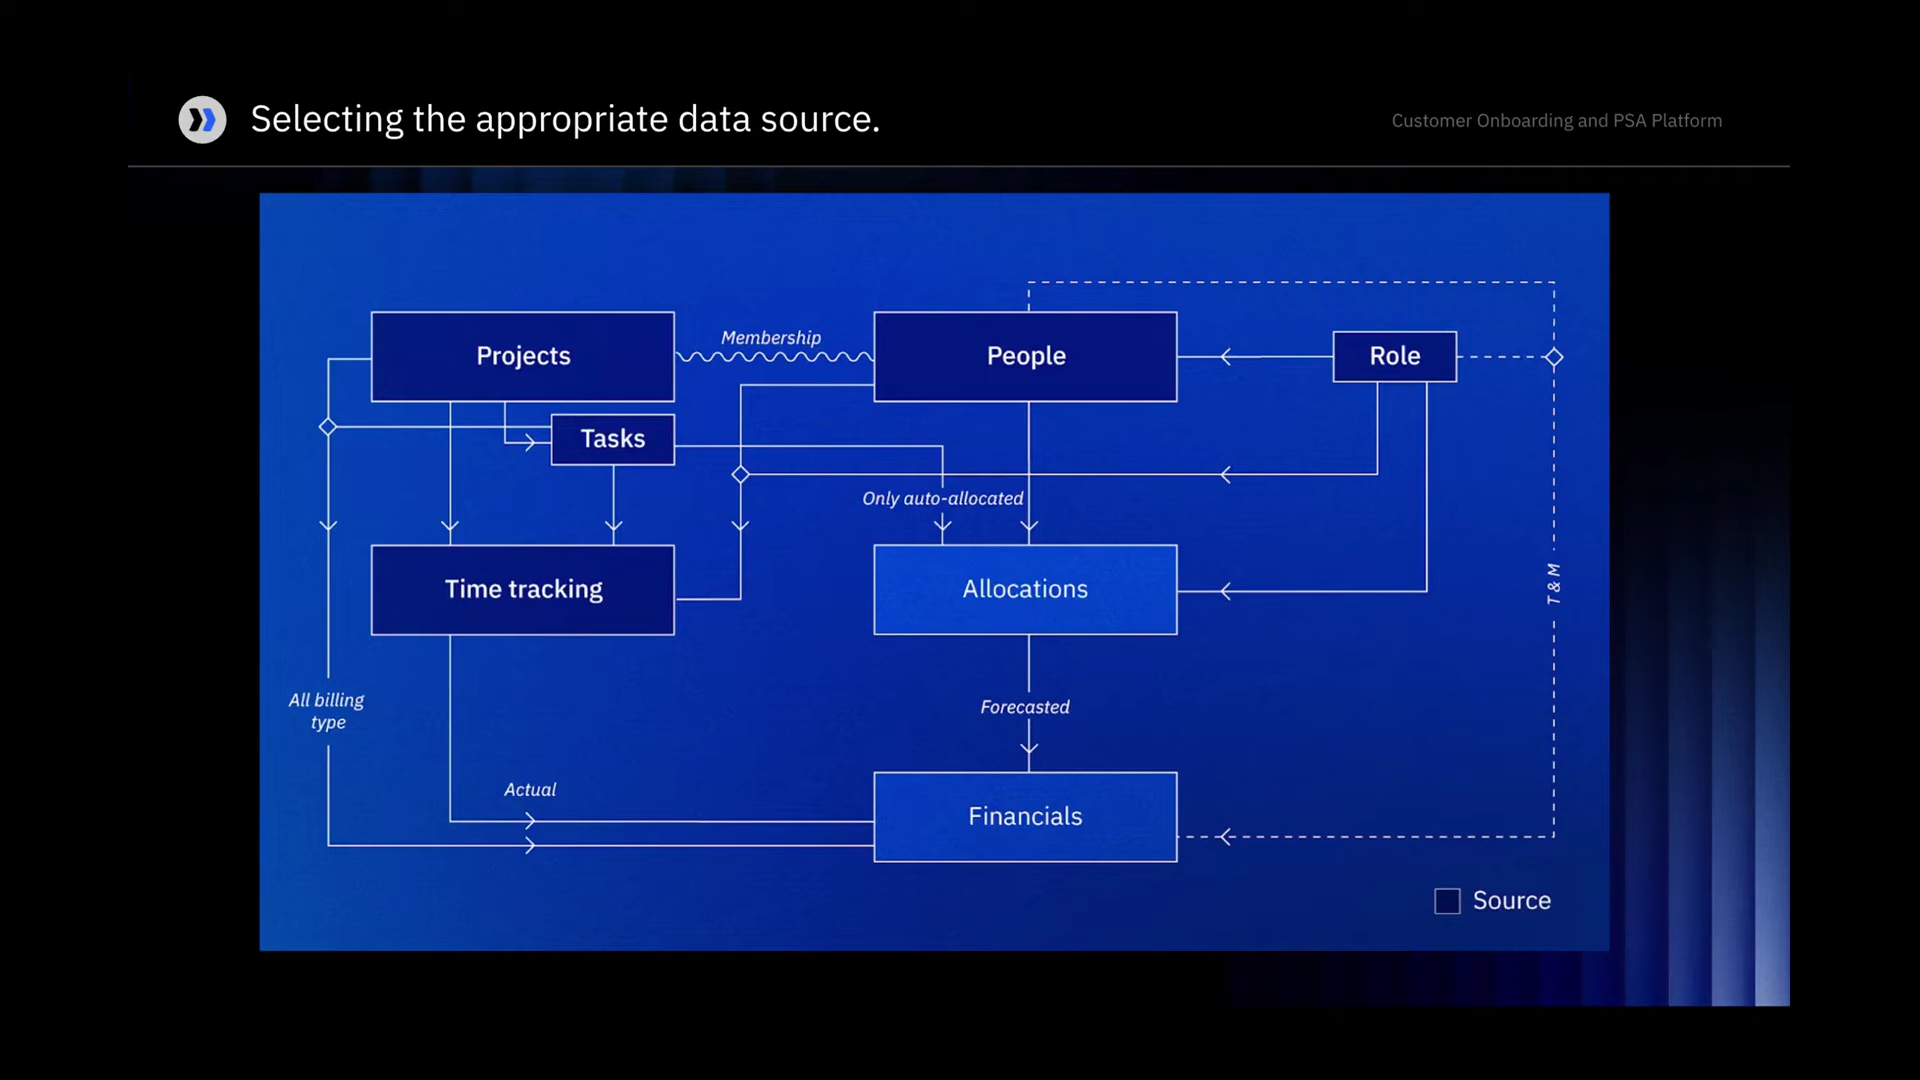 Selecting the appropriate data source.
Customer Onboarding and PSA Platform
Projects
Membership
People
Role
Tasks
Only auto-allocated
Time tracking
Allocations
T & M
All billing
type
Forecasted
Actual
Financials
Source